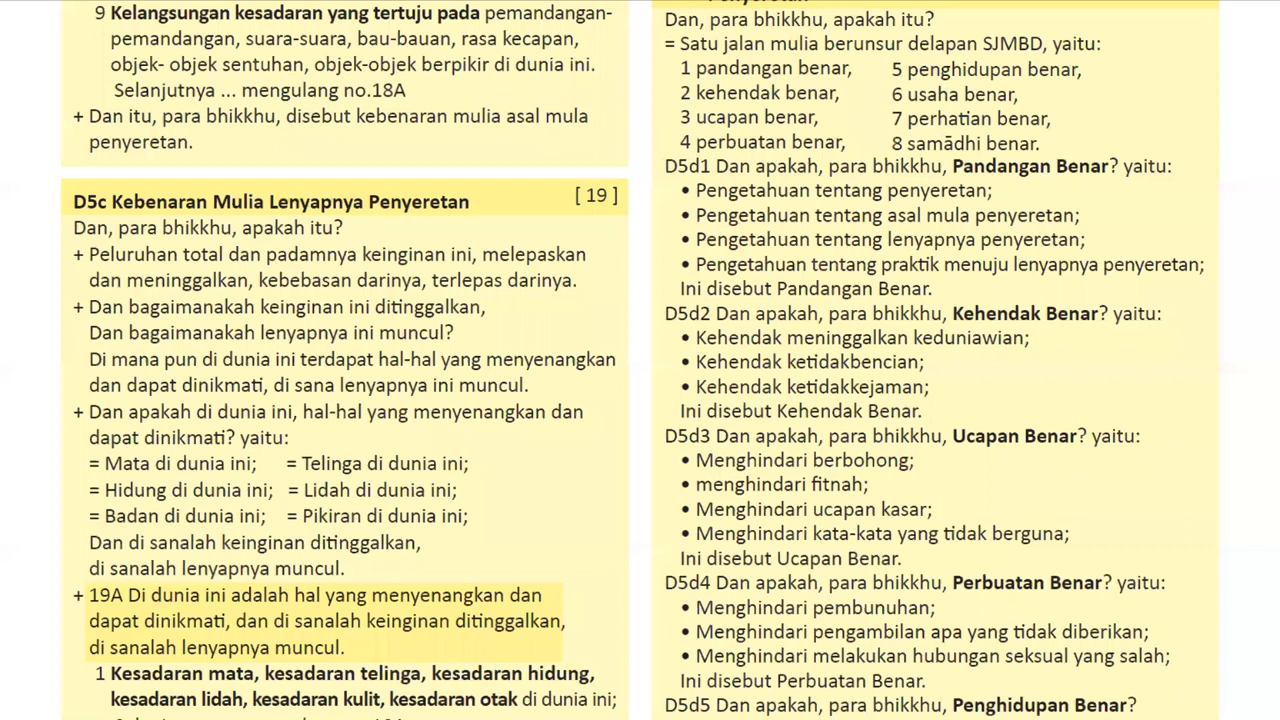 9 Kelangsungan kesadaran yang tertuju pada pemandangan-
pemandangan, suara-suara, bau-bauan, rasa kecapan,
objek- objek sentuhan, objek-objek berpikir di dunia ini.
Selanjutnya ... mengulang no.18A
+ Dan itu, para bhikkhu, disebut kebenaran mulia asal mula
penyeretan.
D5c Kebenaran Mulia Lenyapnya Penyeretan [ 19 ]
Dan, para bhikkhu, apakah itu?
+ Peluruhan total dan padamnya keinginan ini, melepaskan
dan meninggalkan, kebebasan darinya, terlepas darinya.
+ Dan bagaimanakah keinginan ini ditinggalkan,
Dan bagaimanakah lenyapnya ini muncul?
Di mana pun di dunia ini terdapat hal-hal yang menyenangkan
dan dapat dinikmati, di sana lenyapnya ini muncul.
+ Dan apakah di dunia ini, hal-hal yang menyenangkan dan
dapat dinikmati? yaitu:
= Mata di dunia ini; = Telinga di dunia ini;
= Hidung di dunia ini; = Lidah di dunia ini;
= Badan di dunia ini; = Pikiran di dunia ini;
Dan di sanalah keinginan ditinggalkan,
di sanalah lenyapnya muncul.
+ 19A Di dunia ini adalah hal yang menyenangkan dan
dapat dinikmati, dan di sanalah keinginan ditinggalkan,
di sanalah lenyapnya muncul.
1 Kesadaran mata, kesadaran telinga, kesadaran hidung,
kesadaran lidah, kesadaran kulit, kesadaran otak di dunia ini;
Dan, para bhikkhu, apakah itu?
= Satu jalan mulia berunsur delapan SJMBD, yaitu:
1 pandangan benar, 5 penghidupan benar,
2 kehendak benar, 6 usaha benar,
3 ucapan benar, 7 perhatian benar,
4 perbuatan benar, 8 samādhi benar.
D5d1 Dan apakah, para bhikkhu, Pandangan Benar? yaitu:
• Pengetahuan tentang penyeretan;
• Pengetahuan tentang asal mula penyeretan;
• Pengetahuan tentang lenyapnya penyeretan;
• Pengetahuan tentang praktik menuju lenyapnya penyeretan;
Ini disebut Pandangan Benar.
D5d2 Dan apakah, para bhikkhu, Kehendak Benar? yaitu:
• Kehendak meninggalkan keduniawian;
• Kehendak ketidakbencian;
• Kehendak ketidakkejaman;
Ini disebut Kehendak Benar.
D5d3 Dan apakah, para bhikkhu, Ucapan Benar? yaitu:
• Menghindari berbohong;
• menghindari fitnah;
• Menghindari ucapan kasar;
• Menghindari kata-kata yang tidak berguna;
Ini disebut Ucapan Benar.
D5d4 Dan apakah, para bhikkhu, Perbuatan Benar? yaitu:
• Menghindari pembunuhan;
• Menghindari pengambilan apa yang tidak diberikan;
• Menghindari melakukan hubungan seksual yang salah;
Ini disebut Perbuatan Benar.
D5d5 Dan apakah, para bhikkhu, Penghidupan Benar?